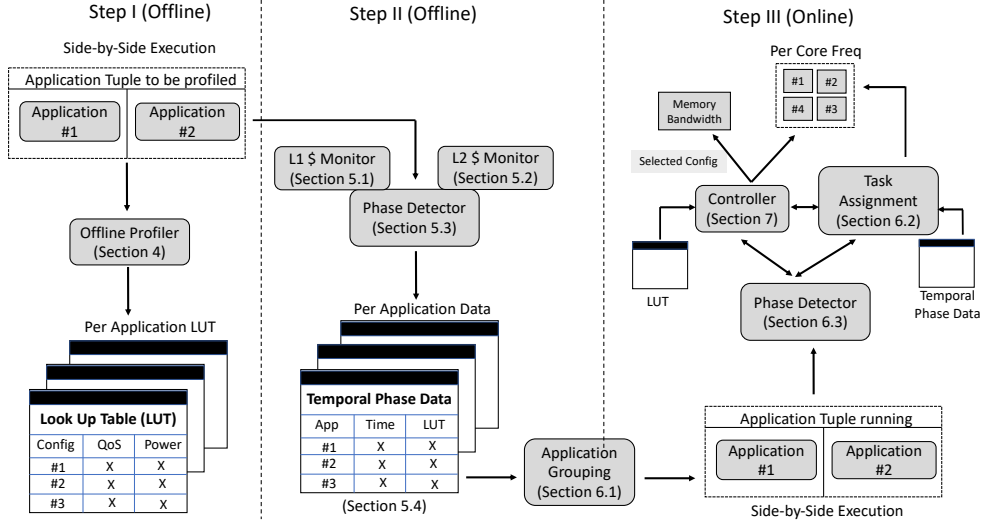 Step I (Offline)
Side-by-Side Execution
Application Tuple to be profiled
Application
#1
Application
#2
Offline Profiler
(Section 4)
Per Application LUT
Look Up Table (LUT)
Config QoS Power
#1 X X
#2 X X
#3 X X
Step II (Offline)
L1 $ Monitor
(Section 5.1)
L2 $ Monitor
(Section 5.2)
Phase Detector
(Section 5.3)
Per Application Data
Temporal Phase Data
App Time LUT
#1 X X
#2 X X
#3 X X
(Section 5.4)
Application
Grouping
(Section 6.1)
Step III (Online)
Per Core Freq
#1 #2
#4 #3
Memory
Bandwidth
Selected Config
Controller
(Section 7)
Task
Assignment
(Section 6.2)
LUT
Temporal
Phase Data
Phase Detector
(Section 6.3)
Application Tuple running
Application
#1
Application
#2
Side-by-Side Execution